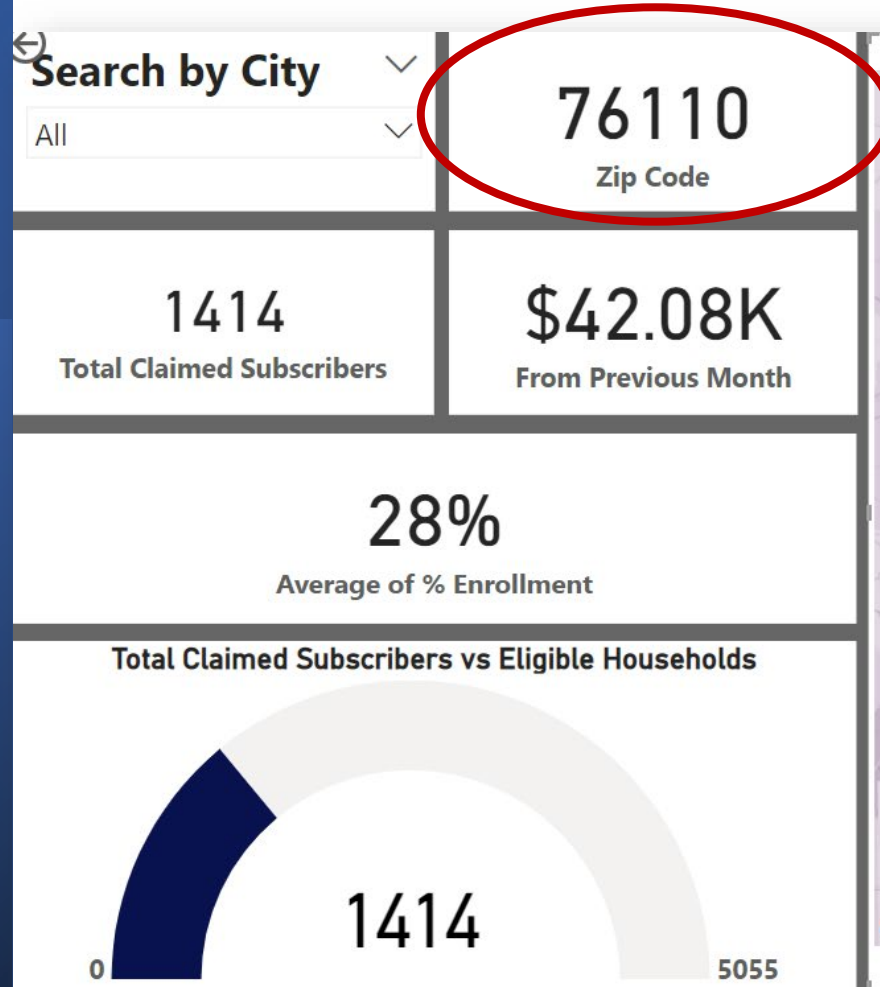 Search by City
All
76110
Zip Code
1414
Total Claimed Subscribers
$42.08K
From Previous Month
28%
Average of % Enrollment
Total Claimed Subscribers vs Eligible Households
1414
0
5055